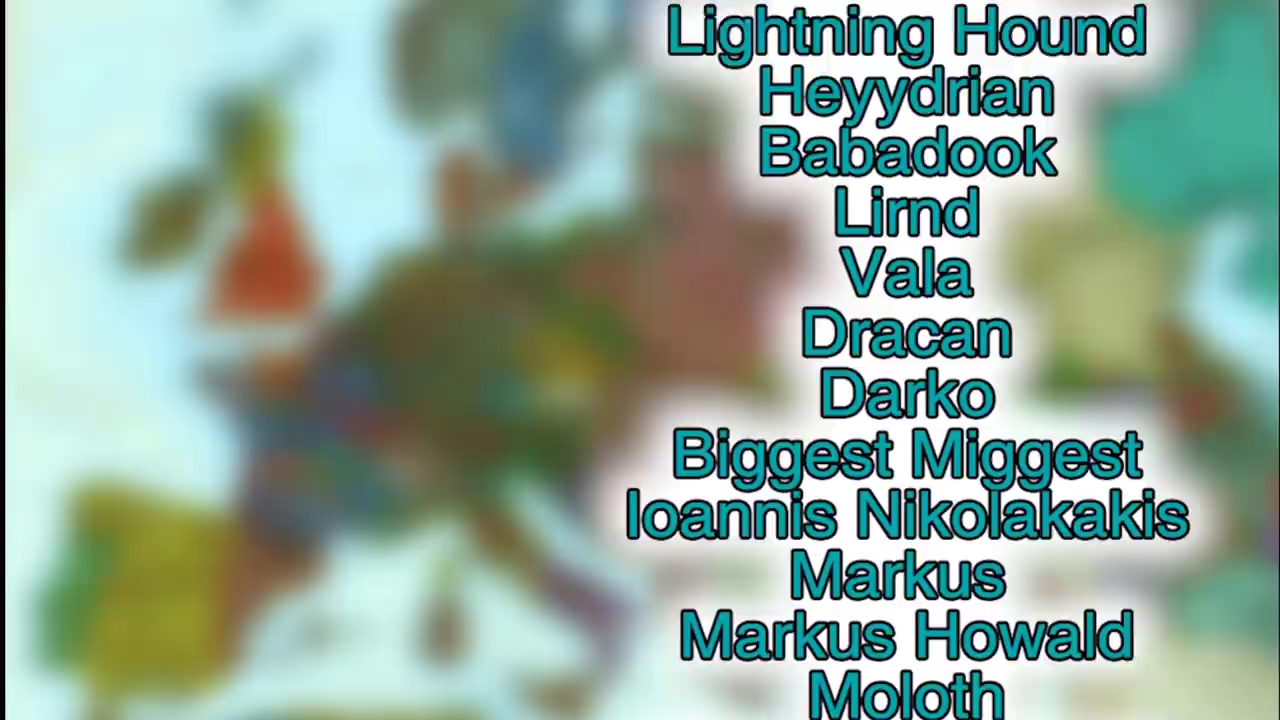 Lightning Hound
Heyydrian
Babadook
Lirnd
Vala
Dracan
Darko
Biggest Miggest
Ioannis Nikolakakis
Markus
Markus Howald
Moloth